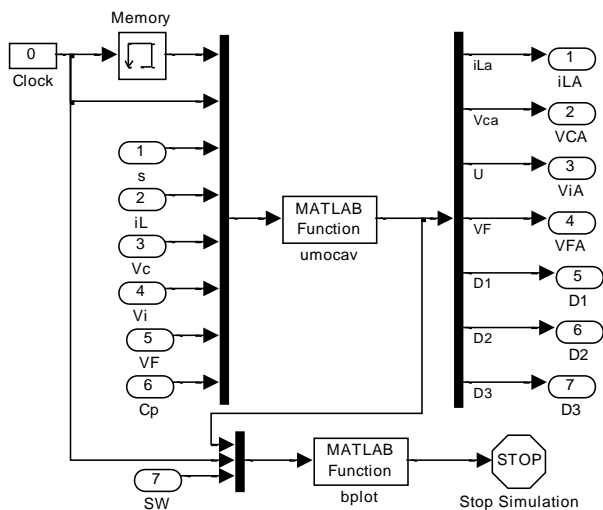 Memory
0
Clock
1
s
2
iL
3
Vc
4
Vi
5
VF
6
Cp
7
SW
MATLAB
Function
umocav
MATLAB
Function
bplot
iLa
1
iLA
Vca
2
VCA
U
3
ViA
VF
4
VFA
D1
5
D1
D2
6
D2
D3
7
D3
STOP
Stop Simulation